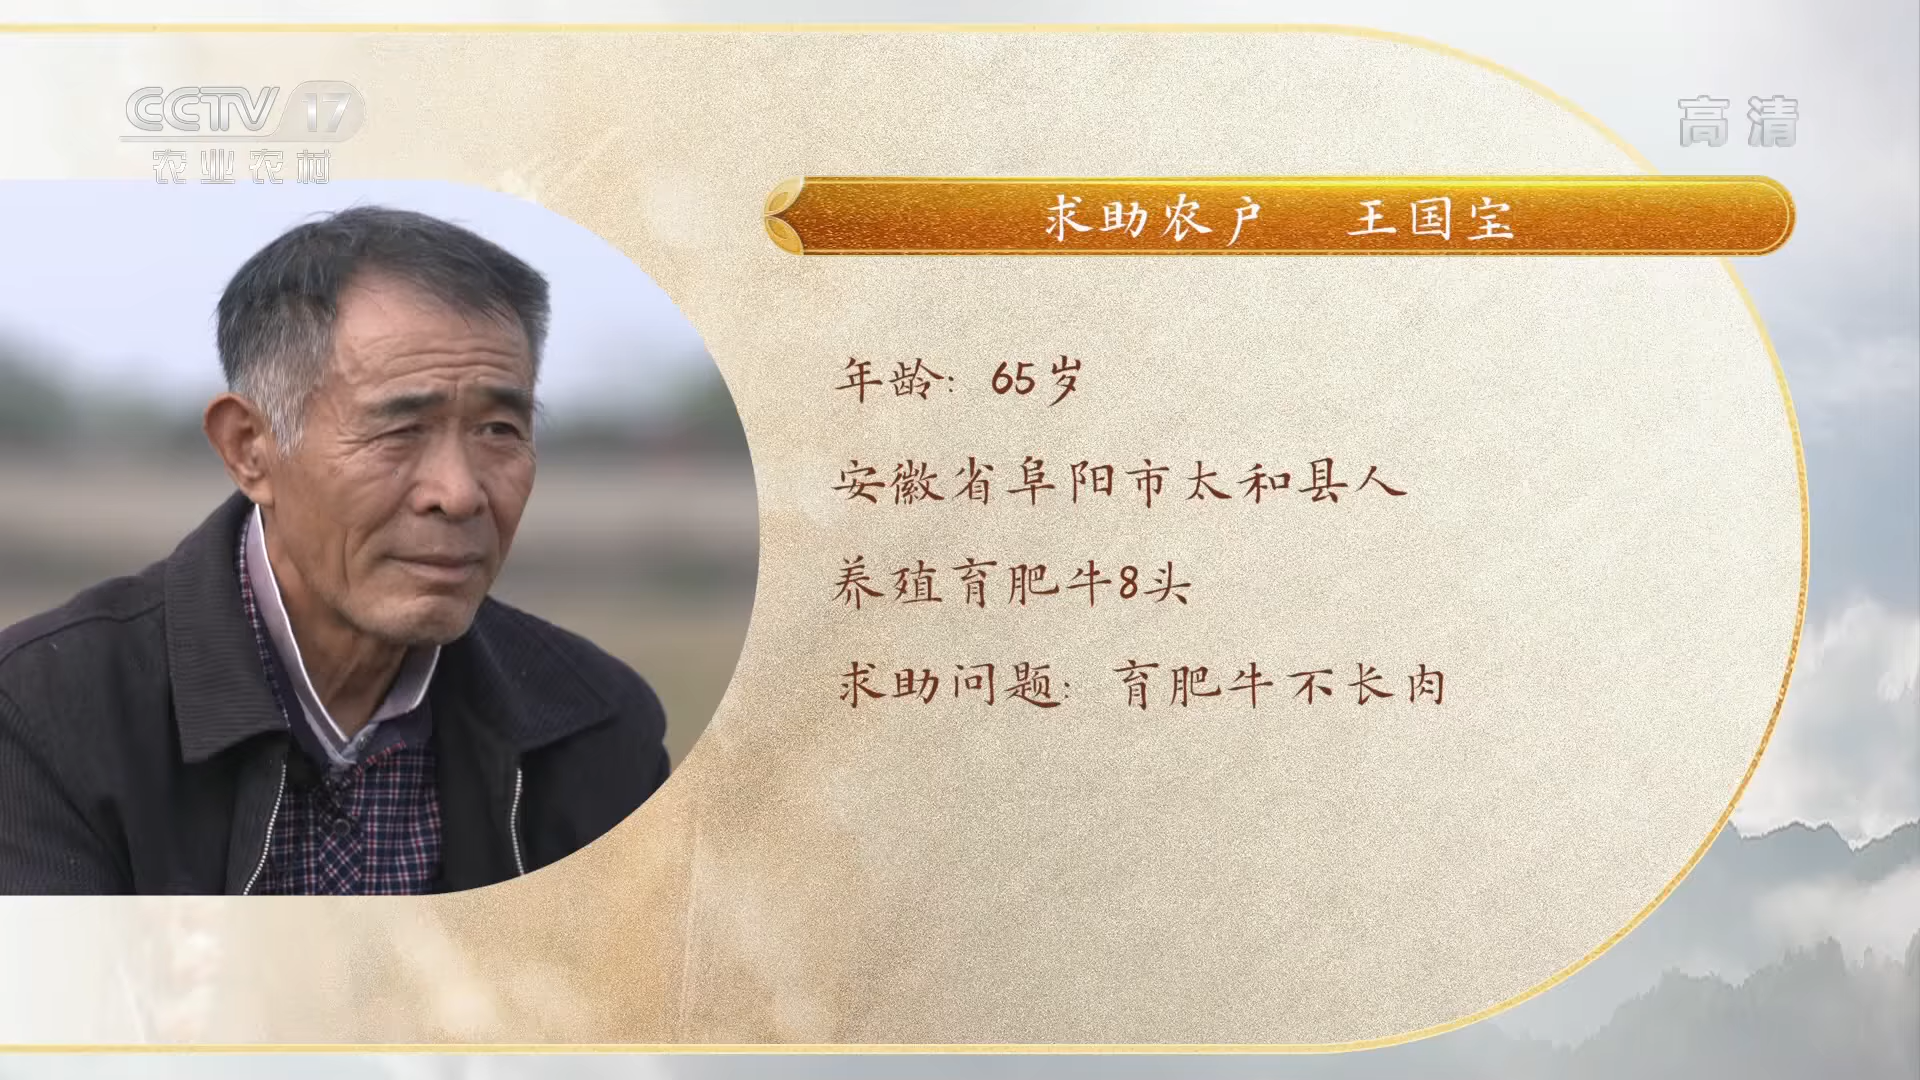 CCTV 17
农业农村
高清
求助农户 王国宝
年龄：65岁
安徽省阜阳市太和县人
养殖育肥牛8头
求助问题：育肥牛不长肉